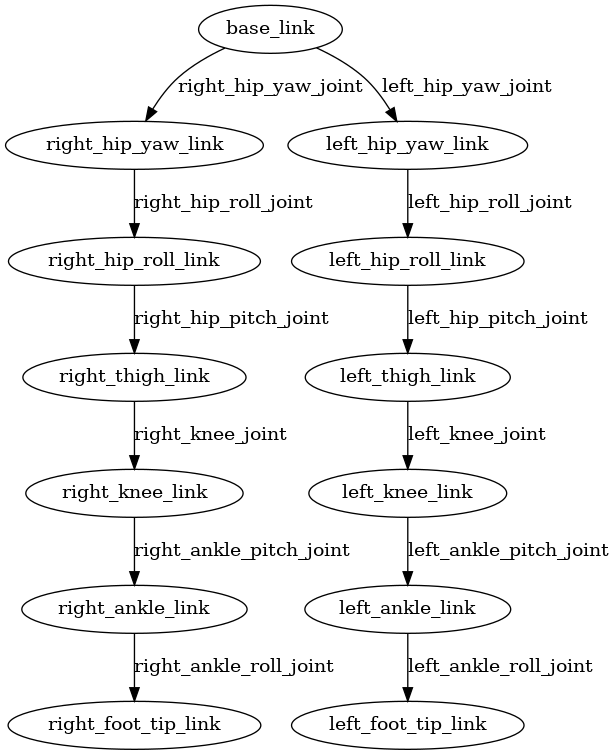 base_link
right_hip_yaw_joint left_hip_yaw_joint
right_hip_yaw_link left_hip_yaw_link
right_hip_roll_joint left_hip_roll_joint
right_hip_roll_link left_hip_roll_link
right_hip_pitch_joint left_hip_pitch_joint
right_thigh_link left_thigh_link
right_knee_joint left_knee_joint
right_knee_link left_knee_link
right_ankle_pitch_joint left_ankle_pitch_joint
right_ankle_link left_ankle_link
right_ankle_roll_joint left_ankle_roll_joint
right_foot_tip_link left_foot_tip_link